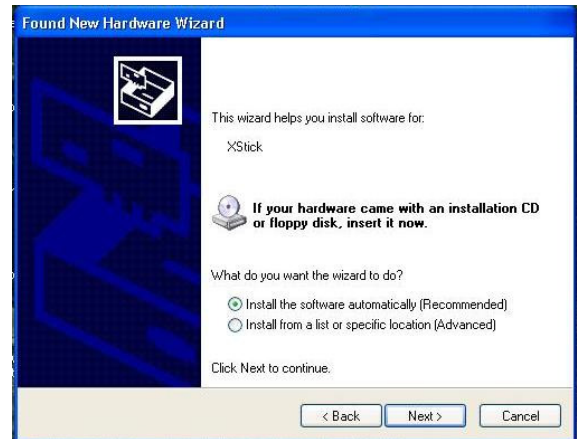 Found New Hardware Wizard
This wizard helps you install software for:
XStick
If your hardware came with an installation CD
or floppy disk, insert it now.
What do you want the wizard to do?
Install the software automatically (Recommended)
Install from a list or specific location (Advanced)
Click Next to continue.
< Back Next > Cancel